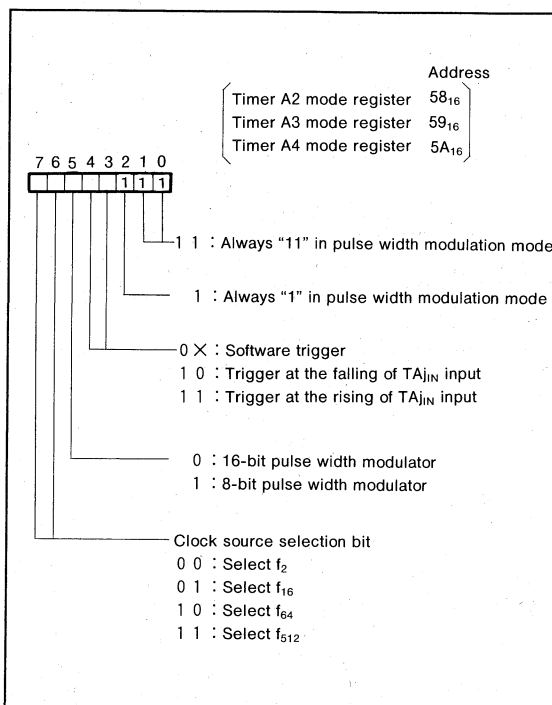 Address
Timer A2 mode register 58₁₆
Timer A3 mode register 59₁₆
Timer A4 mode register 5A₁₆
7 6 5 4 3 2 1 0
1 1 1
1 1 : Always “11” in pulse width modulation mode
1 : Always “1” in pulse width modulation mode
0 × : Software trigger
1 0 : Trigger at the falling of TAjIN input
1 1 : Trigger at the rising of TAjIN input
0 : 16-bit pulse width modulator
1 : 8-bit pulse width modulator
Clock source selection bit
0 0 : Select f₂
0 1 : Select f₁₆
1 0 : Select f₆₄
1 1 : Select f₅₁₂